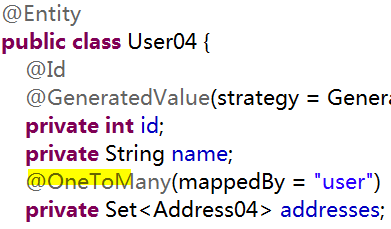 @Entity
public class User04 {
@Id
@GeneratedValue(strategy = Genera
private int id;
private String name;
@OneToMany(mappedBy = "user")
private Set<Address04> addresses;